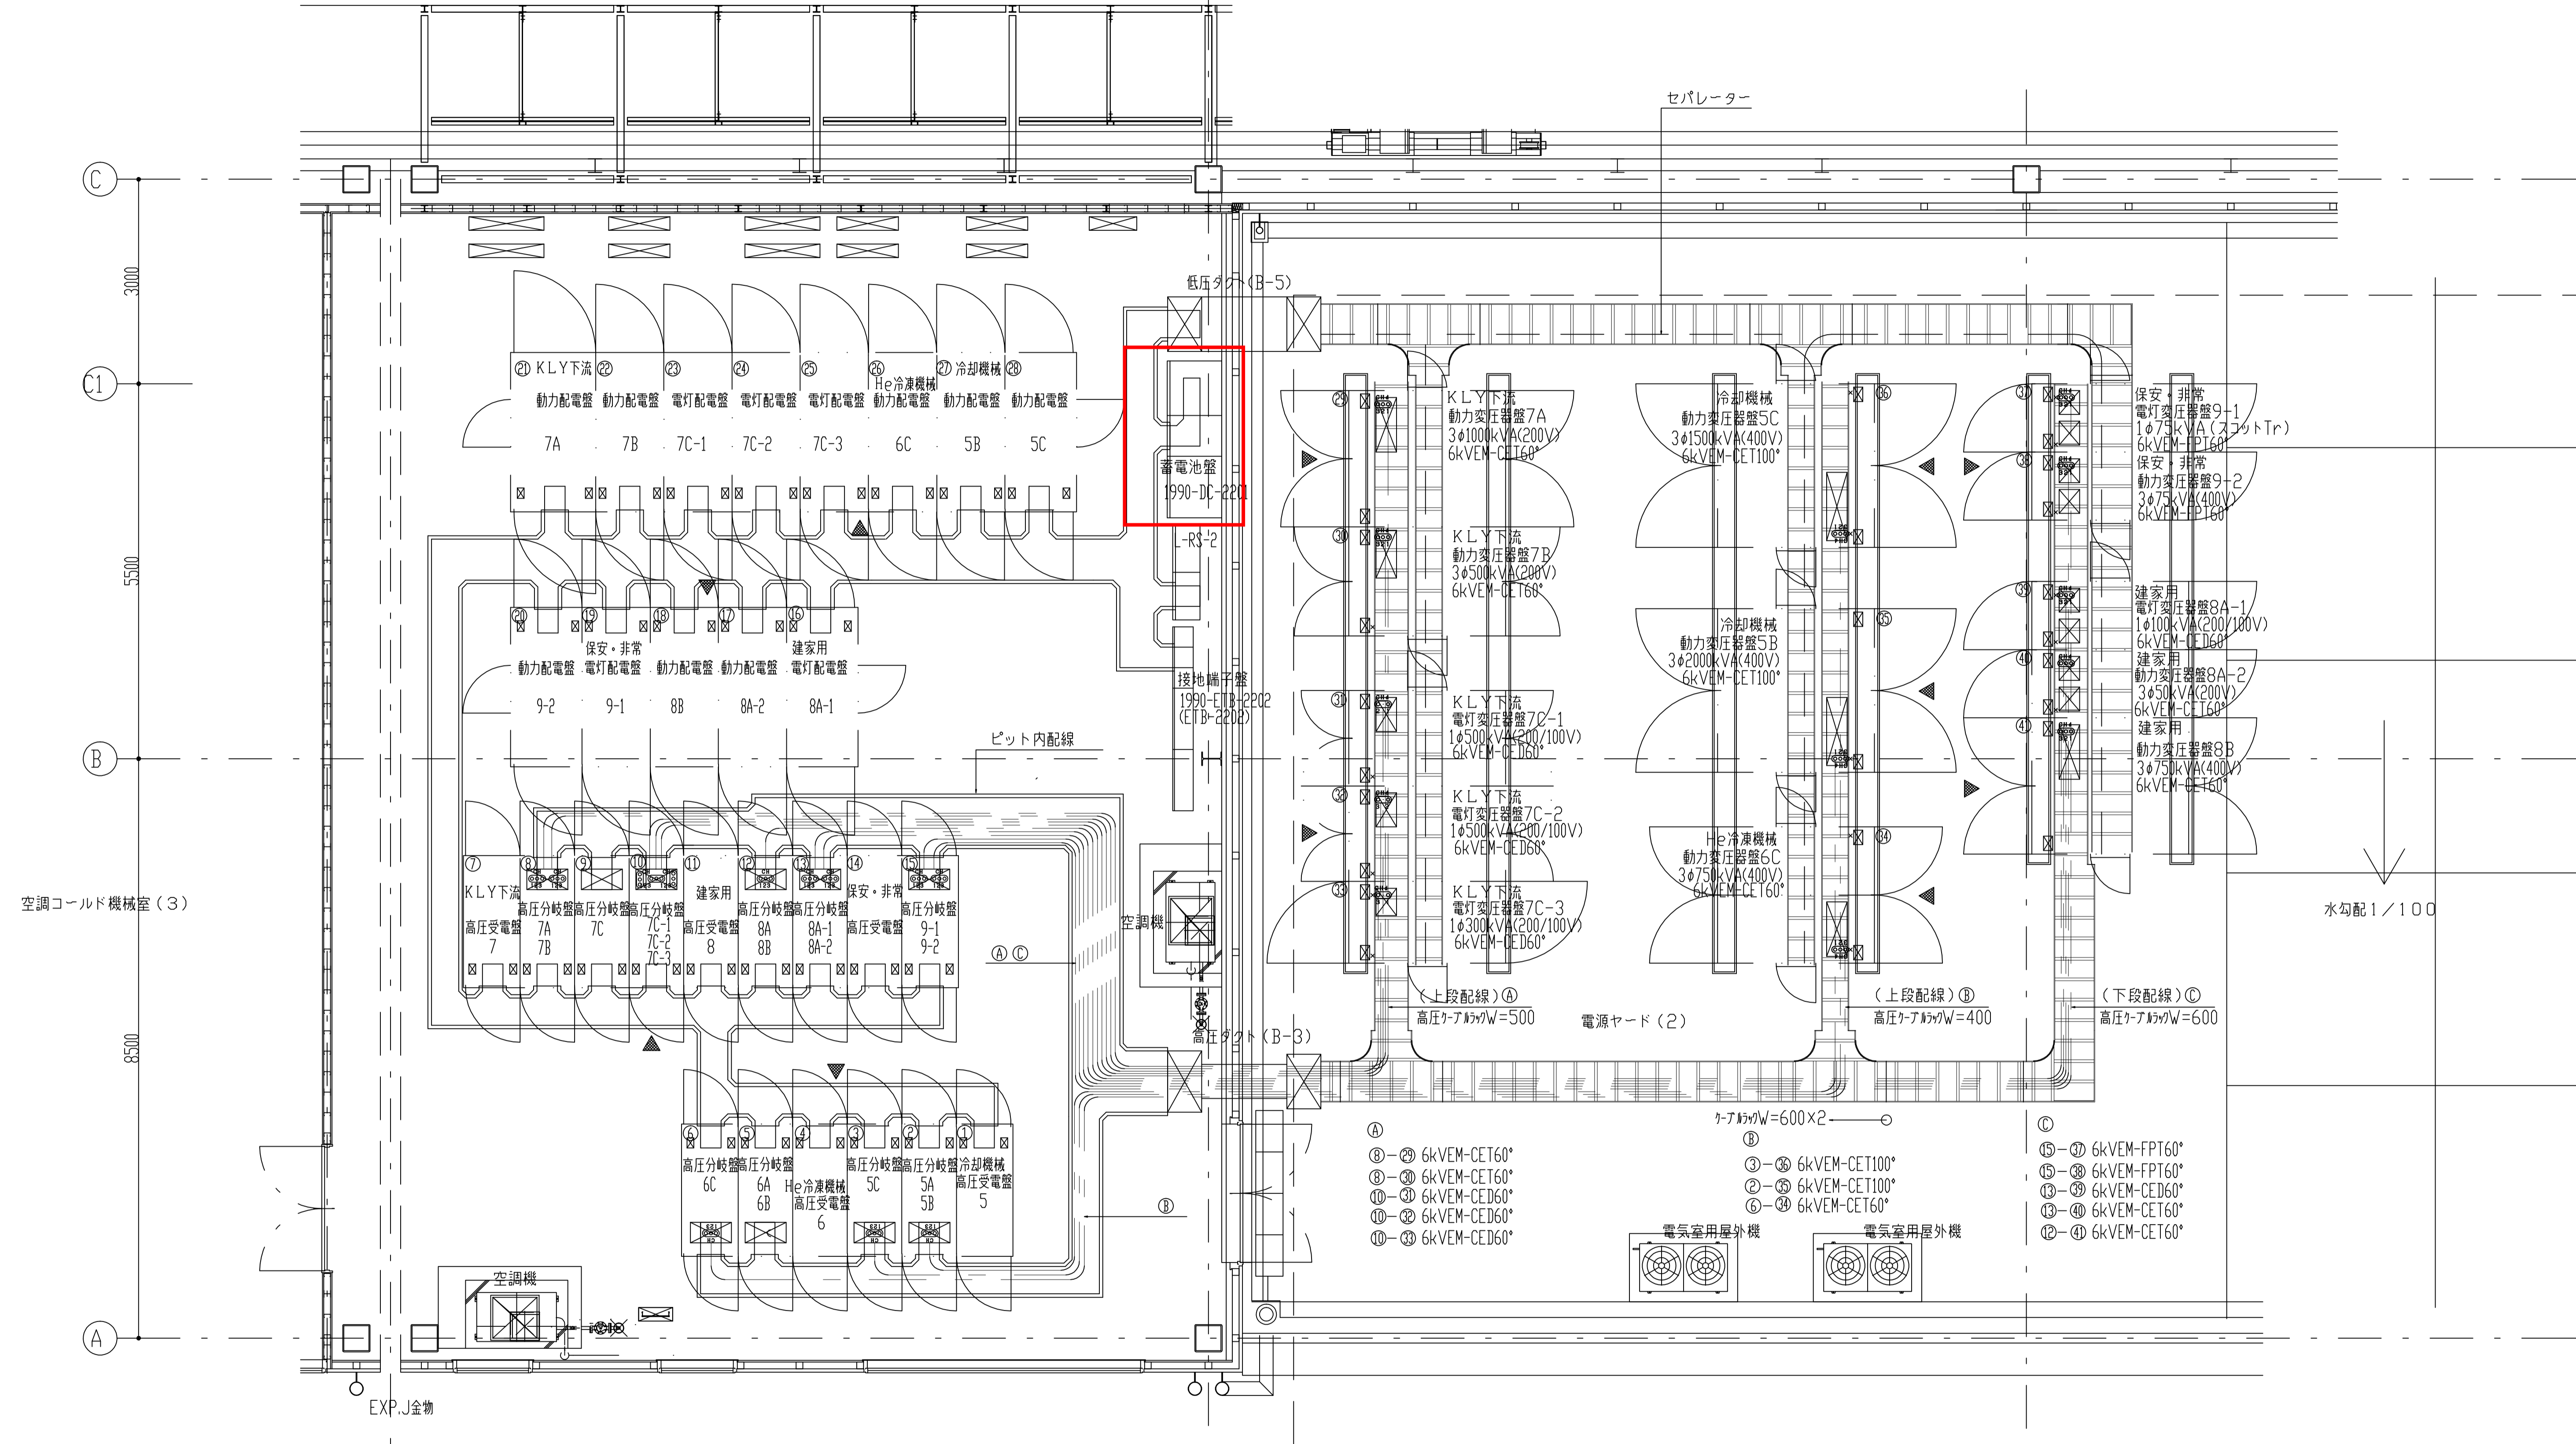 セパレーター
C
3000
C1
5500
B
8500
A
低圧ダクト(B-5)
㉑ KLY下流 ㉒ ㉓ ㉔ ㉕ ㉖ ㉗ 冷却機械 ㉘
He冷凍機械
動力配電盤 動力配電盤 電灯配電盤 電灯配電盤 電灯配電盤 動力配電盤 動力配電盤 動力配電盤
7A 7B 7C-1 7C-2 7C-3 6C 5B 5C
蓄電池盤
1990-DC-2201
L-RS-2
⑳ ⑲ ⑱ ⑰ ⑯
保安・非常 建家用
動力配電盤 電灯配電盤 動力配電盤 動力配電盤 電灯配電盤
9-2 9-1 8B 8A-2 8A-1
接地端子盤
1990-ETB-2202
(ETB-2202)
ピット内配線
⑦ ⑧ ⑨ ⑩ ⑪ ⑫ ⑬ ⑭ ⑮
KLY下流 建家用 保安・非常
高圧分岐盤 高圧分岐盤 高圧分岐盤 高圧分岐盤 高圧分岐盤 高圧分岐盤
高圧受電盤 7A 7C 7C-1 高圧受電盤 8A 8A-1 高圧受電盤 9-1
7 7B 7C-2 8 8B 8A-2 9-2
7C-3
空調コールド機械室(3)
Ⓐ Ⓒ
空調機
高圧ダクト(B-3)
⑥ ⑤ ④ ③ ② ①
高圧分岐盤 高圧分岐盤 高圧分岐盤 高圧分岐盤 冷却機械
6C 6A He冷凍機械 5C 5A 高圧受電盤
6B 高圧受電盤 5B 5
6
Ⓑ
空調機
EXP.J金物
㉙ KLY下流
動力変圧器盤7A
3φ1000kVA(200V)
6kVEM-CET60°
㉚ KLY下流
動力変圧器盤7B
3φ500kVA(200V)
6kVEM-CET60°
㉛ KLY下流
電灯変圧器盤7C-1
1φ500kVA(200/100V)
6kVEM-CED60°
㉜ KLY下流
電灯変圧器盤7C-2
1φ500kVA(200/100V)
6kVEM-CED60°
㉝ KLY下流
電灯変圧器盤7C-3
1φ300kVA(200/100V)
6kVEM-CED60°
冷却機械 ㊱
動力変圧器盤5C
3φ1500kVA(400V)
6kVEM-CET100°
冷却機械 ㉟
動力変圧器盤5B
3φ2000kVA(400V)
6kVEM-CET100°
He冷凍機械 ㉞
動力変圧器盤6C
3φ750kVA(400V)
6kVEM-CET60°
㊲ 保安・非常
電灯変圧器盤9-1
1φ75kVA(スコットTr)
6kVEM-FPT60°
㊳ 保安・非常
動力変圧器盤9-2
3φ75kVA(400V)
6kVEM-FPT60°
㊴ 建家用
電灯変圧器盤8A-1
1φ100kVA(200/100V)
6kVEM-CED60°
㊵ 建家用
動力変圧器盤8A-2
3φ50kVA(200V)
6kVEM-CET60°
㊶ 建家用
動力変圧器盤8B
3φ750kVA(400V)
6kVEM-CET60°
水勾配1/100
(上段配線)Ⓐ
高圧ケーブルラックW=500
電源ヤード(2)
(上段配線)Ⓑ
高圧ケーブルラックW=400
(下段配線)Ⓒ
高圧ケーブルラックW=600
ケーブルラックW=600×2
Ⓐ
⑧-㉙ 6kVEM-CET60°
⑧-㉚ 6kVEM-CET60°
⑩-㉛ 6kVEM-CED60°
⑩-㉜ 6kVEM-CED60°
⑩-㉝ 6kVEM-CED60°
Ⓑ
③-㊱ 6kVEM-CET100°
②-㉟ 6kVEM-CET100°
⑥-㉞ 6kVEM-CET60°
Ⓒ
⑮-㊲ 6kVEM-FPT60°
⑮-㊳ 6kVEM-FPT60°
⑬-㊴ 6kVEM-CED60°
⑬-㊵ 6kVEM-CET60°
⑫-㊶ 6kVEM-CET60°
電気室用屋外機 電気室用屋外機